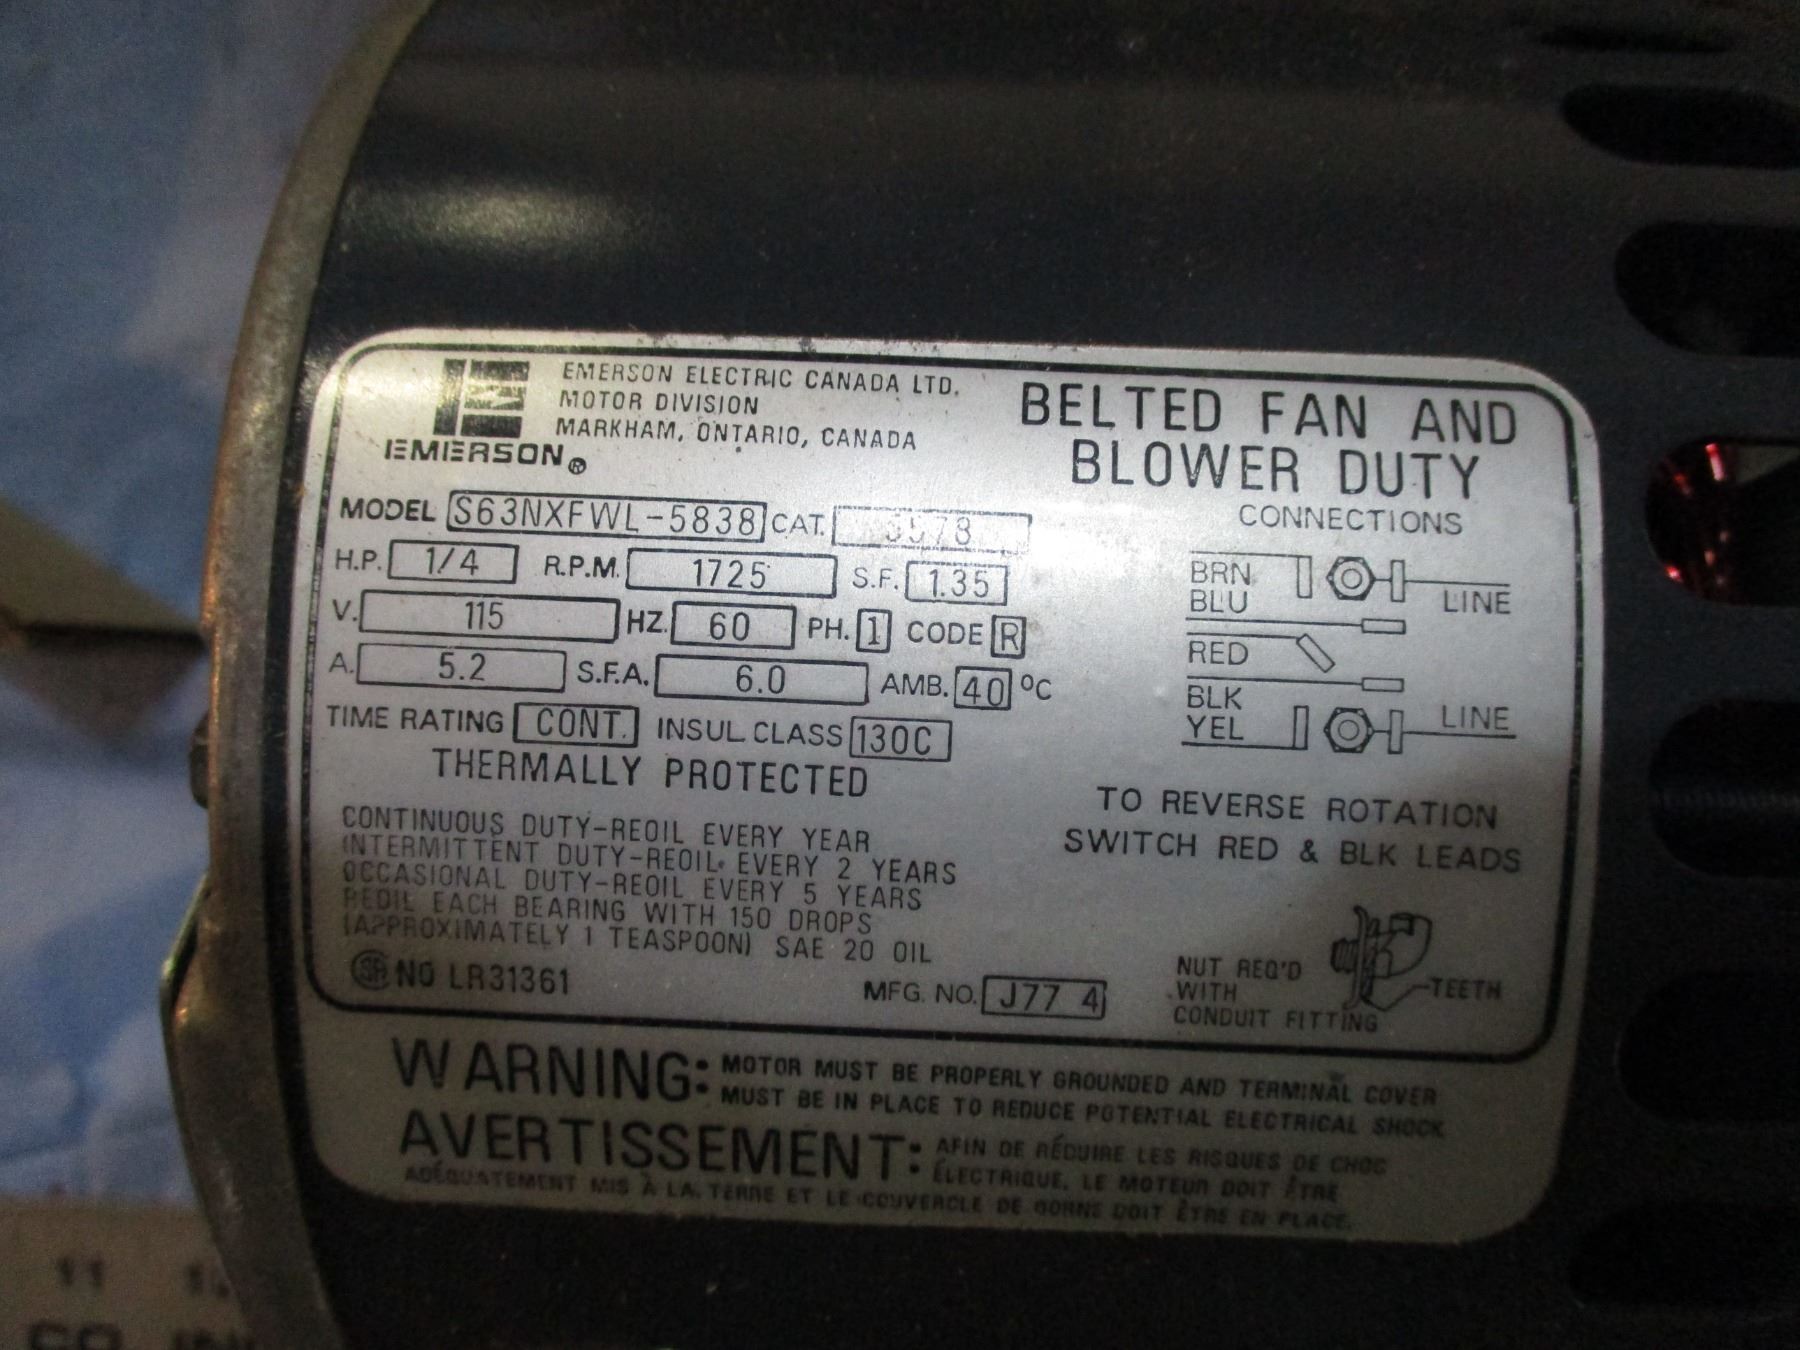 EMERSON®
EMERSON ELECTRIC CANADA LTD.
MOTOR DIVISION
MARKHAM, ONTARIO, CANADA
BELTED FAN AND
BLOWER DUTY
MODEL S63NXFWL-5838 CAT. 3578
H.P. 1/4 R.P.M. 1725 S.F. 1.35
V. 115 HZ. 60 PH. 1 CODE R
A. 5.2 S.F.A. 6.0 AMB. 40 ºC
TIME RATING CONT. INSUL CLASS 130C
THERMALLY PROTECTED
CONTINUOUS DUTY-REOIL EVERY YEAR
INTERMITTENT DUTY-REOIL EVERY 2 YEARS
OCCASIONAL DUTY-REOIL EVERY 5 YEARS
REOIL EACH BEARING WITH 150 DROPS
(APPROXIMATELY 1 TEASPOON) SAE 20 OIL
NO LR31361
MFG. NO. J77 4
CONNECTIONS
BRN
BLU
LINE
RED
BLK
YEL
LINE
TO REVERSE ROTATION
SWITCH RED & BLK LEADS
NUT REQ'D
WITH
CONDUIT FITTING
TEETH
WARNING: MOTOR MUST BE PROPERLY GROUNDED AND TERMINAL COVER
MUST BE IN PLACE TO REDUCE POTENTIAL ELECTRICAL SHOCK
AVERTISSEMENT: AFIN DE RÉDUIRE LES RISQUES DE CHOC
ÉLECTRIQUE, LE MOTEUR DOIT ÊTRE
ADÉQUATEMENT MIS À LA TERRE ET LE COUVERCLE DE BORNE DOIT ÊTRE EN PLACE.
11